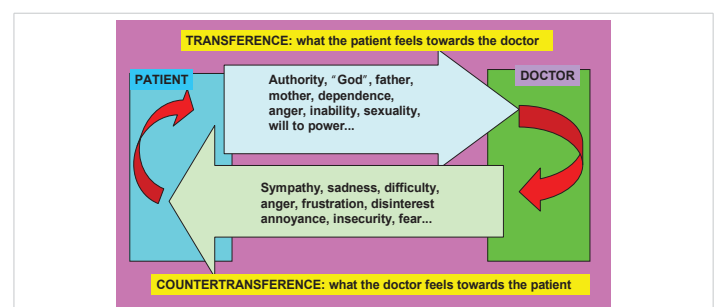 TRANSFERENCE: what the patient feels towards the doctor
PATIENT
DOCTOR
Authority, “God”, father,
mother, dependence,
anger, inability, sexuality,
will to power...
Sympathy, sadness, difficulty,
anger, frustration, disinterest
annoyance, insecurity, fear...
COUNTERTRANSFERENCE: what the doctor feels towards the patient